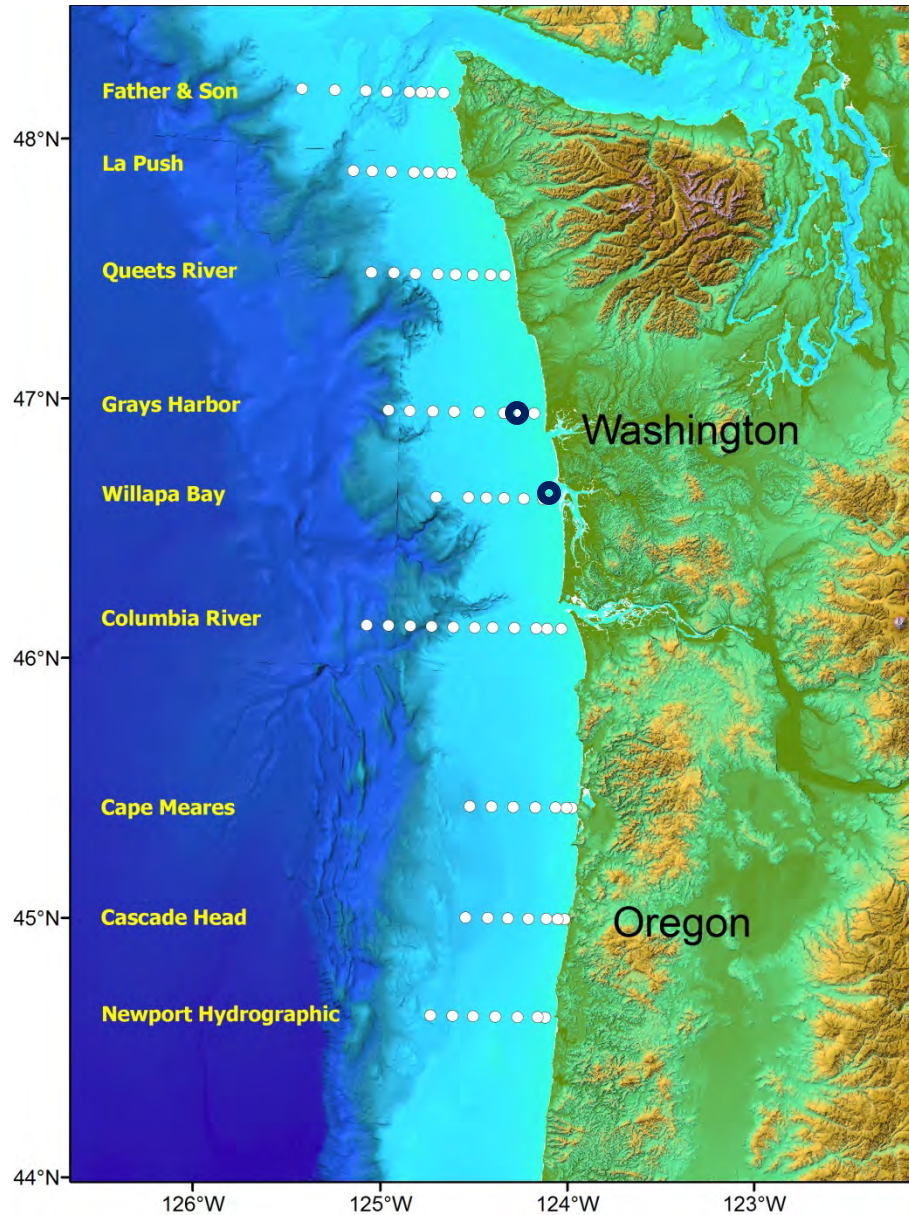 Father & Son
48°N
La Push
Queets River
47°N
Grays Harbor
Washington
Willapa Bay
Columbia River
46°N
Cape Meares
45°N
Cascade Head
Oregon
Newport Hydrographic
44°N
126°W
125°W
124°W
123°W